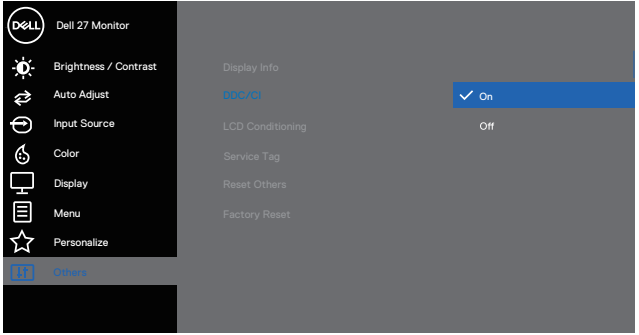 DELL
Dell 27 Monitor
Brightness / Contrast
Auto Adjust
Input Source
Color
Display
Menu
Personalize
Others
Display Info
DDC/CI
LCD Conditioning
Service Tag
Reset Others
Factory Reset
On
Off